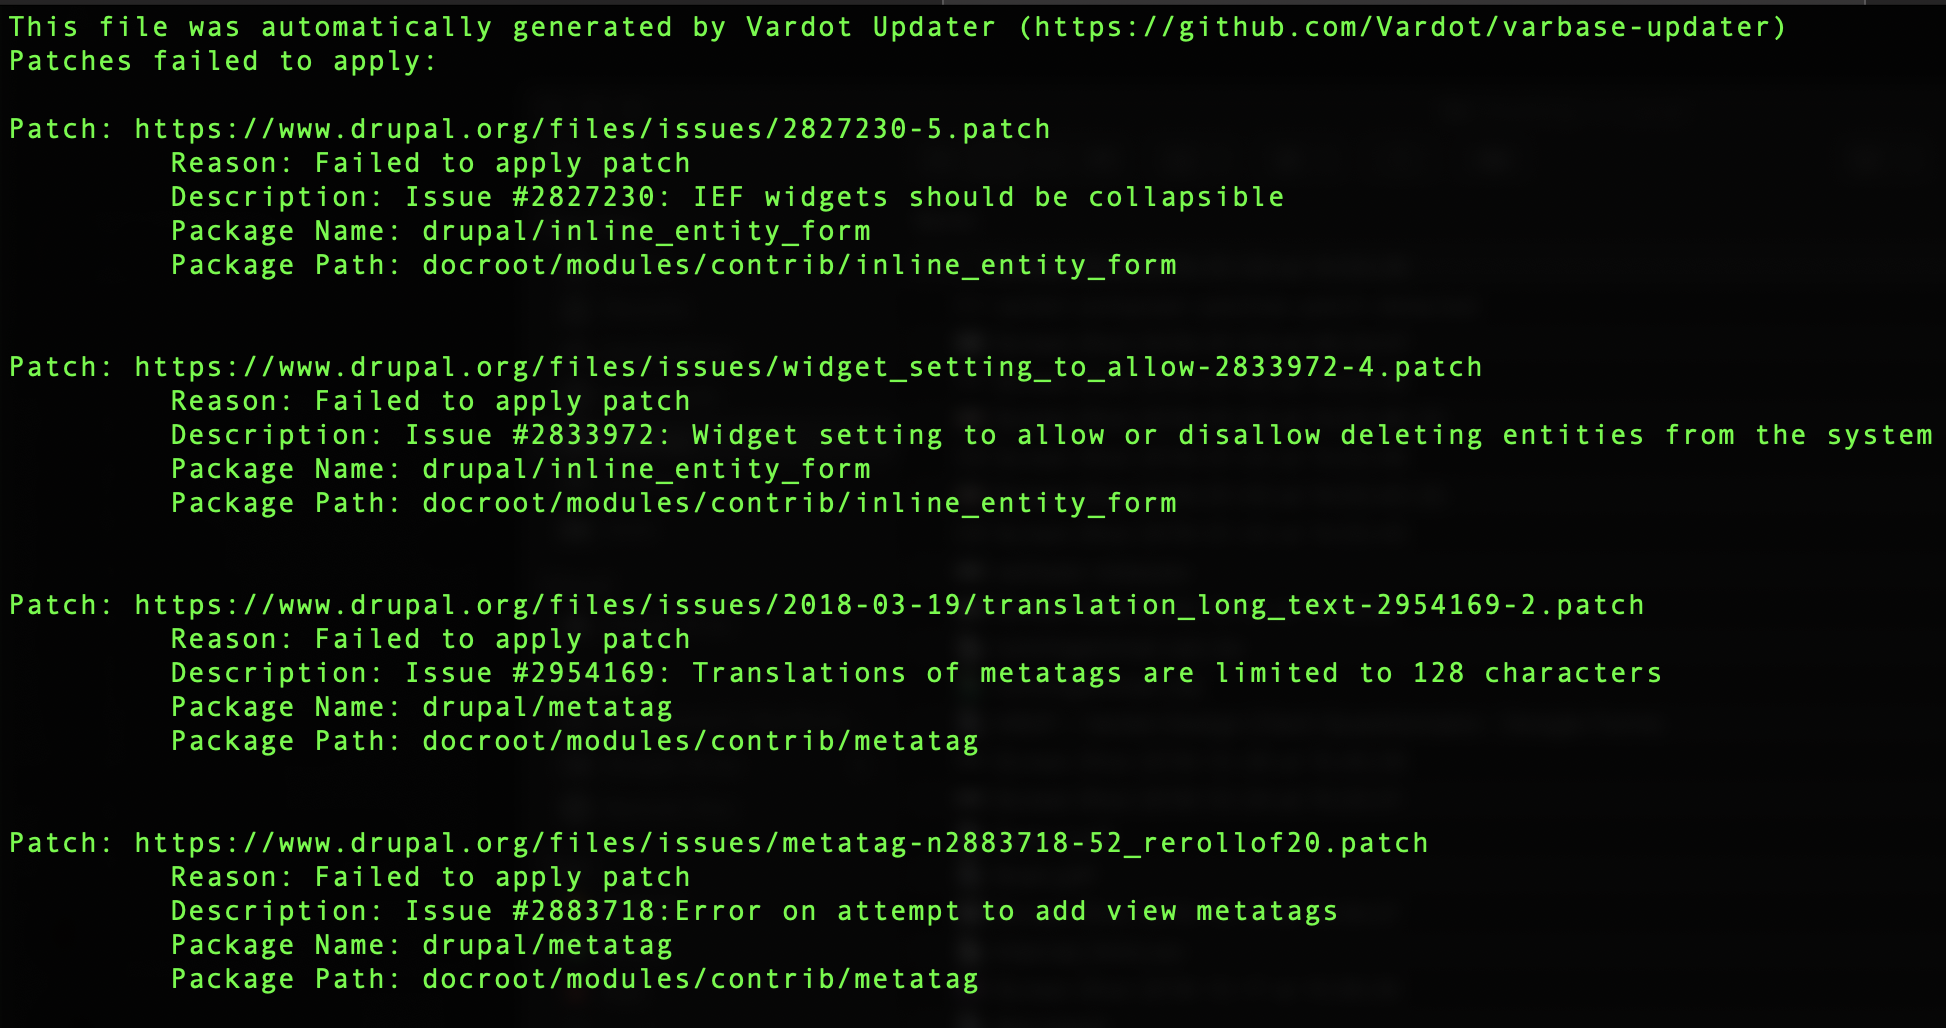 This file was automatically generated by Vardot Updater (https://github.com/Vardot/varbase-updater)
Patches failed to apply:
Patch: https://www.drupal.org/files/issues/2827230-5.patch
Reason: Failed to apply patch
Description: Issue #2827230: IEF widgets should be collapsible
Package Name: drupal/inline_entity_form
Package Path: docroot/modules/contrib/inline_entity_form
Patch: https://www.drupal.org/files/issues/widget_setting_to_allow-2833972-4.patch
Reason: Failed to apply patch
Description: Issue #2833972: Widget setting to allow or disallow deleting entities from the system
Package Name: drupal/inline_entity_form
Package Path: docroot/modules/contrib/inline_entity_form
Patch: https://www.drupal.org/files/issues/2018-03-19/translation_long_text-2954169-2.patch
Reason: Failed to apply patch
Description: Issue #2954169: Translations of metatags are limited to 128 characters
Package Name: drupal/metatag
Package Path: docroot/modules/contrib/metatag
Patch: https://www.drupal.org/files/issues/metatag-n2883718-52_rerollof20.patch
Reason: Failed to apply patch
Description: Issue #2883718:Error on attempt to add view metatags
Package Name: drupal/metatag
Package Path: docroot/modules/contrib/metatag